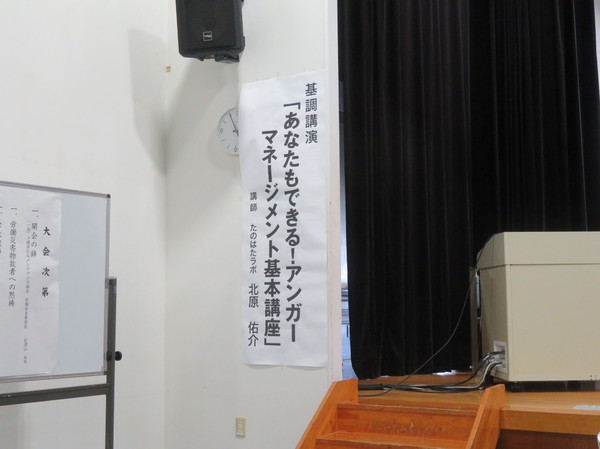 基調講演
「あなたもできる！アンガー
マネージメント基本講座」
講師 たのはたラボ 北原 佑介
大会次第
一、開会の辞
一、労働災害物故者への黙祷